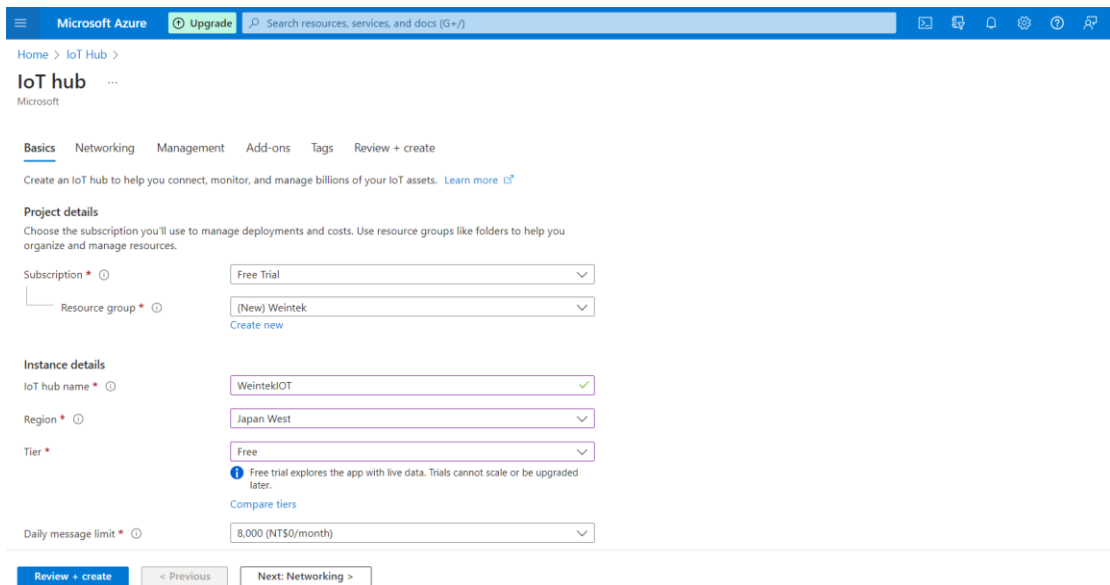 Microsoft Azure
Upgrade
Search resources, services, and docs (G+/)
Home > IoT Hub >
IoT hub ...
Microsoft
Basics Networking Management Add-ons Tags Review + create
Create an IoT hub to help you connect, monitor, and manage billions of your IoT assets. Learn more
Project details
Choose the subscription you'll use to manage deployments and costs. Use resource groups like folders to help you
organize and manage resources.
Subscription * Free Trial
Resource group * (New) Weintek
Create new
Instance details
IoT hub name * WeintekIOT
Region * Japan West
Tier * Free
Free trial explores the app with live data. Trials cannot scale or be upgraded
later.
Compare tiers
Daily message limit * 8,000 (NT$0/month)
Review + create < Previous Next: Networking >